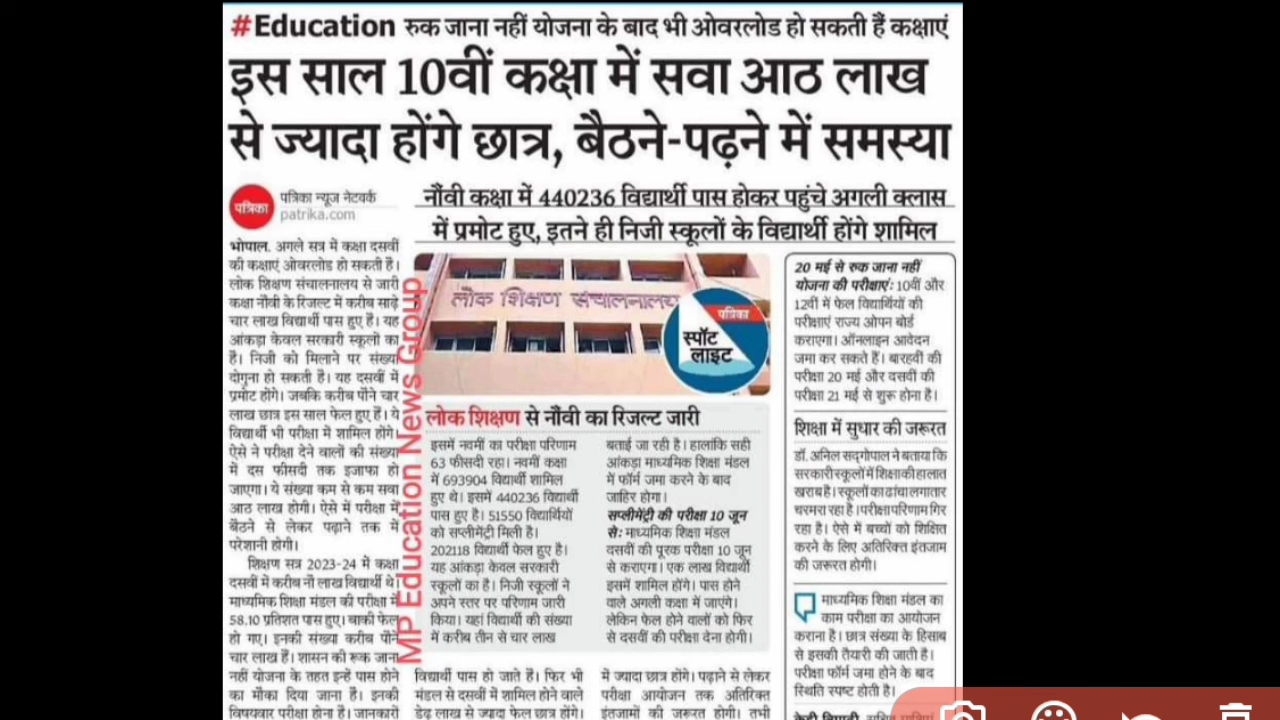 #Education रुक जाना नहीं योजना के बाद भी ओवरलोड हो सकती हैं कक्षाएं
इस साल 10वीं कक्षा में सवा आठ लाख
से ज्यादा होंगे छात्र, बैठने-पढ़ने में समस्या
पत्रिका
पत्रिका न्यूज नेटवर्क
patrika.com
भोपाल. अगले सत्र में कक्षा दसवीं
की कक्षाएं ओवरलोड हो सकती है।
लोक शिक्षण संचालनालय से जारी
कक्षा नौंवी के रिजल्ट में करीब साढ़े
चार लाख विद्यार्थी पास हुए हैं। यह
आंकड़ा केवल सरकारी स्कूलों का
है। निजी को मिलाने पर संख्या
दोगुना हो सकती है। यह दसवीं में
प्रमोट होंगे। जबकि करीब पौने चार
लाख छात्र इस साल फेल हुए हैं। ये
विद्यार्थी भी परीक्षा में शामिल होंगे।
ऐसे ने परीक्षा देने वालों की संख्या
में दस फीसदी तक इजाफा हो
जाएगा। ये संख्या कम से कम सवा
आठ लाख होगी। ऐसे में परीक्षा में
बैठने से लेकर पढ़ाने तक में
परेशानी होगी।
शिक्षण सत्र 2023-24 में कक्षा
दसवीं में करीब नौं लाख विद्यार्थी थे।
माध्यमिक शिक्षा मंडल की परीक्षा में
58.10 प्रतिशत पास हुए। बाकी फेल
हो गए। इनकी संख्या करीब पौने
चार लाख हैं। शासन की रूक जाना
नहीं योजना के तहत इन्हें पास होने
का मौका दिया जाना है। इनकी
विषयवार परीक्षा होना हैं। जानकारों
MP Education News Group
नौंवी कक्षा में 440236 विद्यार्थी पास होकर पहुंचे अगली क्लास
में प्रमोट हुए, इतने ही निजी स्कूलों के विद्यार्थी होंगे शामिल
लोक शिक्षण संचालनालय
पत्रिका
स्पॉट
लाइट
लोक शिक्षण से नौंवी का रिजल्ट जारी
इसमें नवमीं का परीक्षा परिणाम
63 फीसदी रहा। नवमीं कक्षा
में 693904 विद्यार्थी शामिल
हुए थे। इसमें 440236 विद्यार्थी
पास हुए है। 51550 विद्यार्थियों
को सप्लीमेंट्री मिली है।
202118 विद्यार्थी फेल हुए है।
यह आंकड़ा केवल सरकारी
स्कूलों का है। निजी स्कूलों ने
अपने स्तर पर परिणाम जारी
किया। यहां विद्यार्थी की संख्या
में करीब तीन से चार लाख
बताई जा रही है। हालांकि सही
आंकड़ा माध्यमिक शिक्षा मंडल
में फॉर्म जमा करने के बाद
जाहिर होगा।
सप्लीमेंट्री की परीक्षा 10 जून
से: माध्यमिक शिक्षा मंडल
दसवीं की पूरक परीक्षा 10 जून
से कराएगा। एक लाख विद्यार्थी
इसमें शामिल होंगे। पास होने
वाले अगली कक्षा में जाएंगे।
लेकिन फेल होने वालों को फिर
से दसवीं की परीक्षा देना होगी।
विद्यार्थी पास हो जाते हैं। फिर भी
मंडल से दसवीं में शामिल होने वाले
डेढ़ लाख से ज्यादा फेल छात्र होंगे।
में ज्यादा छात्र होंगे। पढ़ाने से लेकर
परीक्षा आयोजन तक अतिरिक्त
इंतजामों की जरूरत होगी। तभी
20 मई से रुक जाना नहीं
योजना की परीक्षाएं: 10वीं और
12वीं में फेल विद्यार्थियों की
परीक्षाएं राज्य ओपन बोर्ड
कराएगा। ऑनलाइन आवेदन
जमा कर सकते हैं। बारहवीं की
परीक्षा 20 मई और दसवीं की
परीक्षा 21 मई से शुरू होना है।
शिक्षा में सुधार की जरूरत
डॉ. अनिल सद्गोपाल ने बताया कि
सरकारी स्कूलों में शिक्षा की हालात
खराब है। स्कूलों का ढांचा लगातार
चरमरा रहा है। परीक्षा परिणाम गिर
रहा है। ऐसे में बच्चों को शिक्षित
करने के लिए अतिरिक्त इंतजाम
की जरूरत होगी।
माध्यमिक शिक्षा मंडल का
काम परीक्षा का आयोजन
कराना है। छात्र संख्या के हिसाब
से इसकी तैयारी की जाती है।
परीक्षा फॉर्म जमा होने के बाद
स्थिति स्पष्ट होती है।